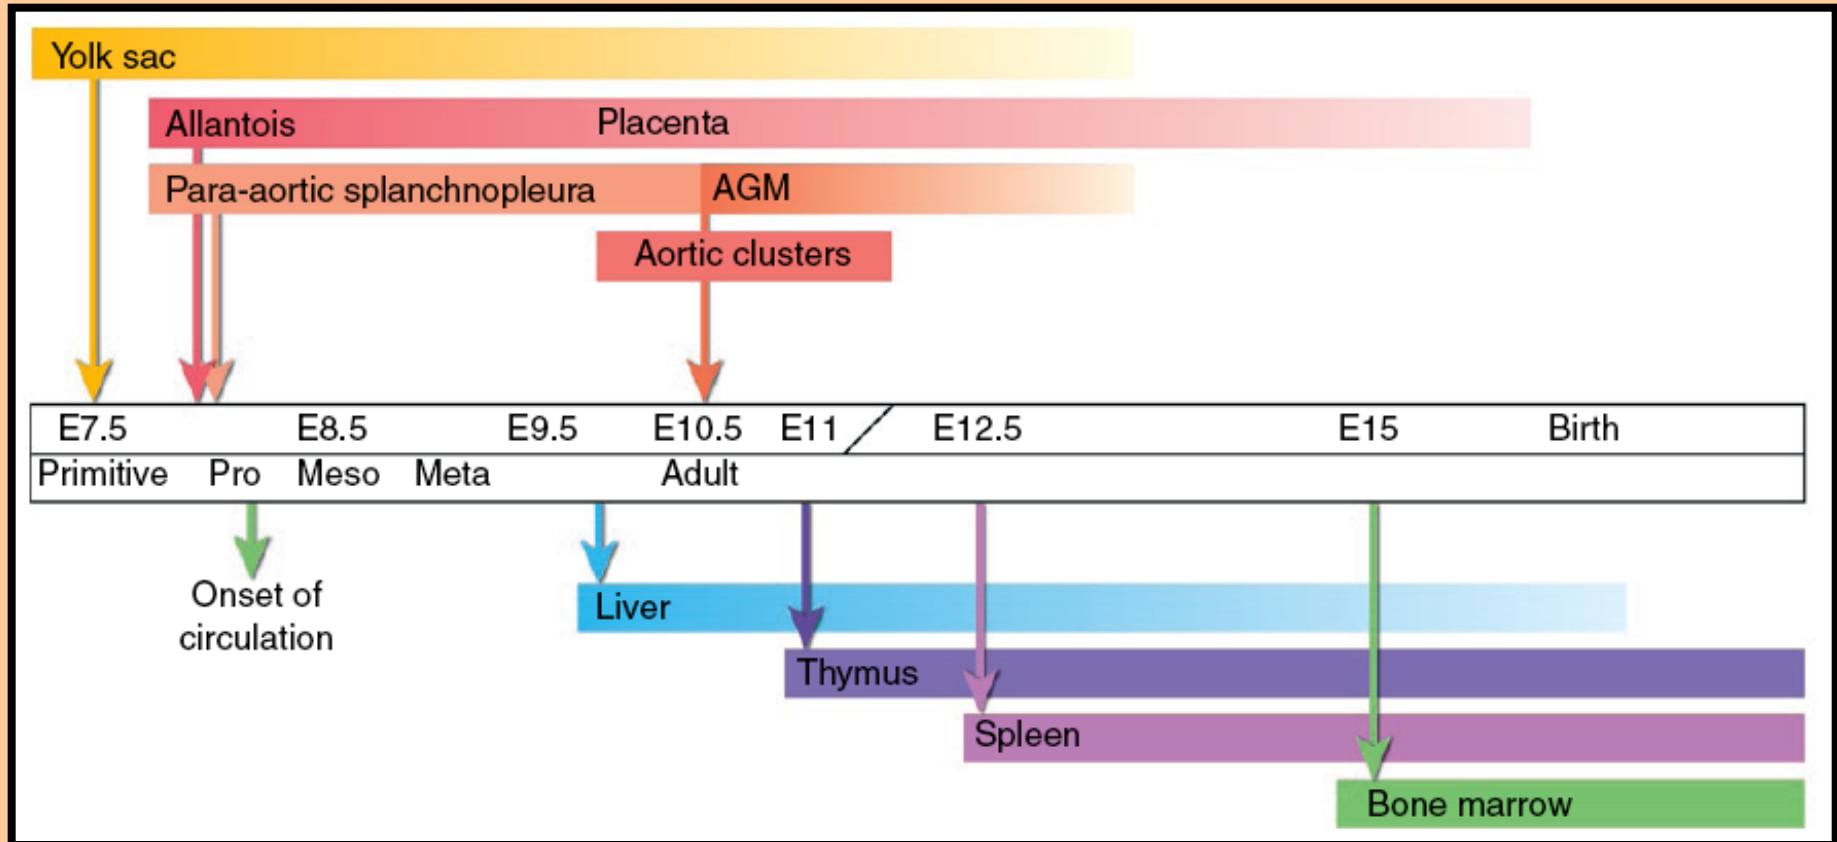 Yolk sac
Allantois Placenta
Para-aortic splanchnopleura AGM
Aortic clusters
E7.5 E8.5 E9.5 E10.5 E11 E12.5 E15 Birth
Primitive Pro Meso Meta Adult
Onset of
circulation
Liver
Thymus
Spleen
Bone marrow